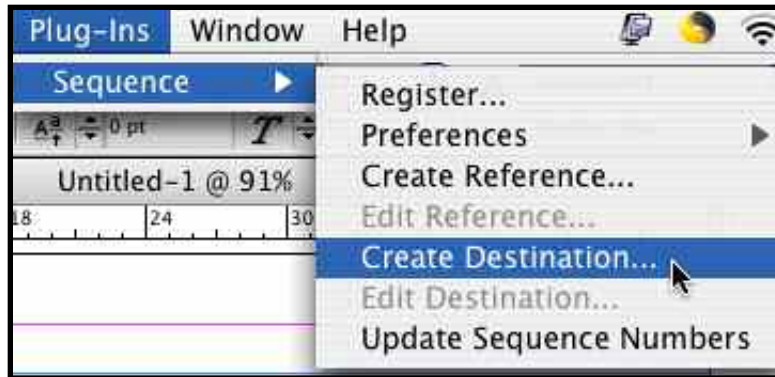 Plug-Ins Window Help
Sequence
Register...
Preferences
Create Reference...
Edit Reference...
Create Destination...
Edit Destination...
Update Sequence Numbers
0 pt
Untitled-1 @ 91%
18 24 30